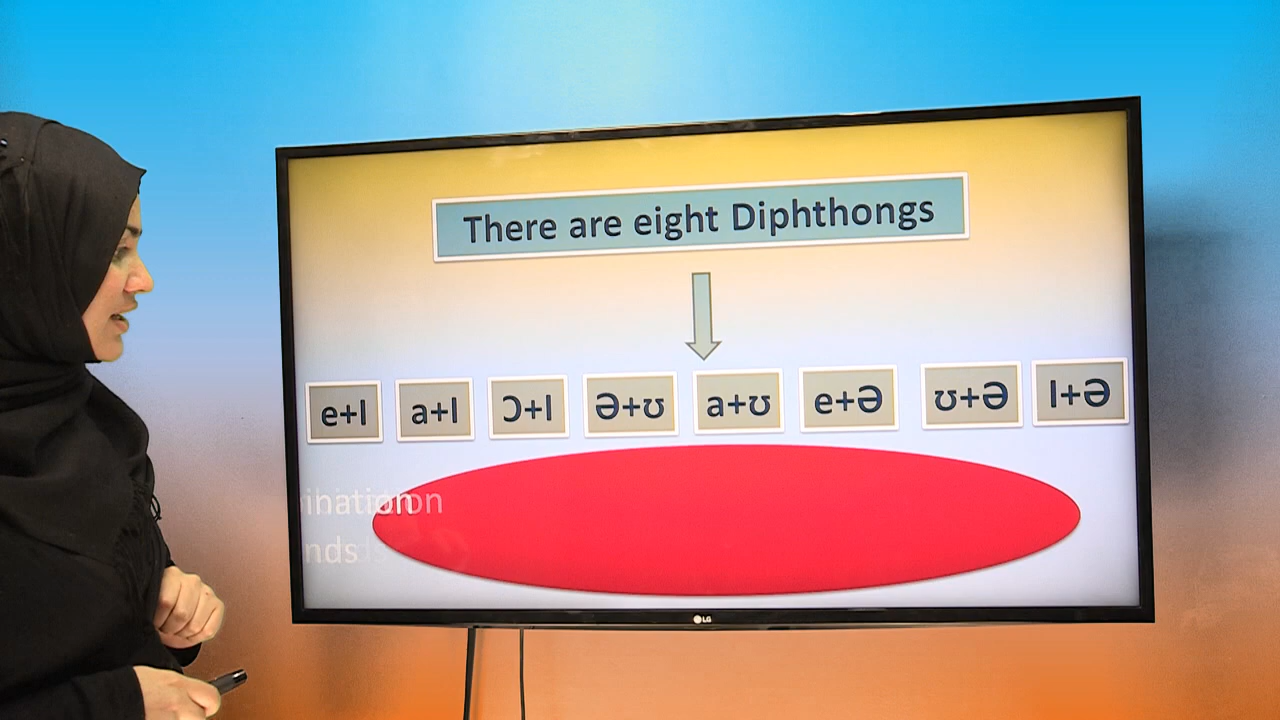 There are eight Diphthongs
e+I a+I Ɔ+I Ə+ʊ a+ʊ e+Ə ʊ+Ə I+Ə
LG